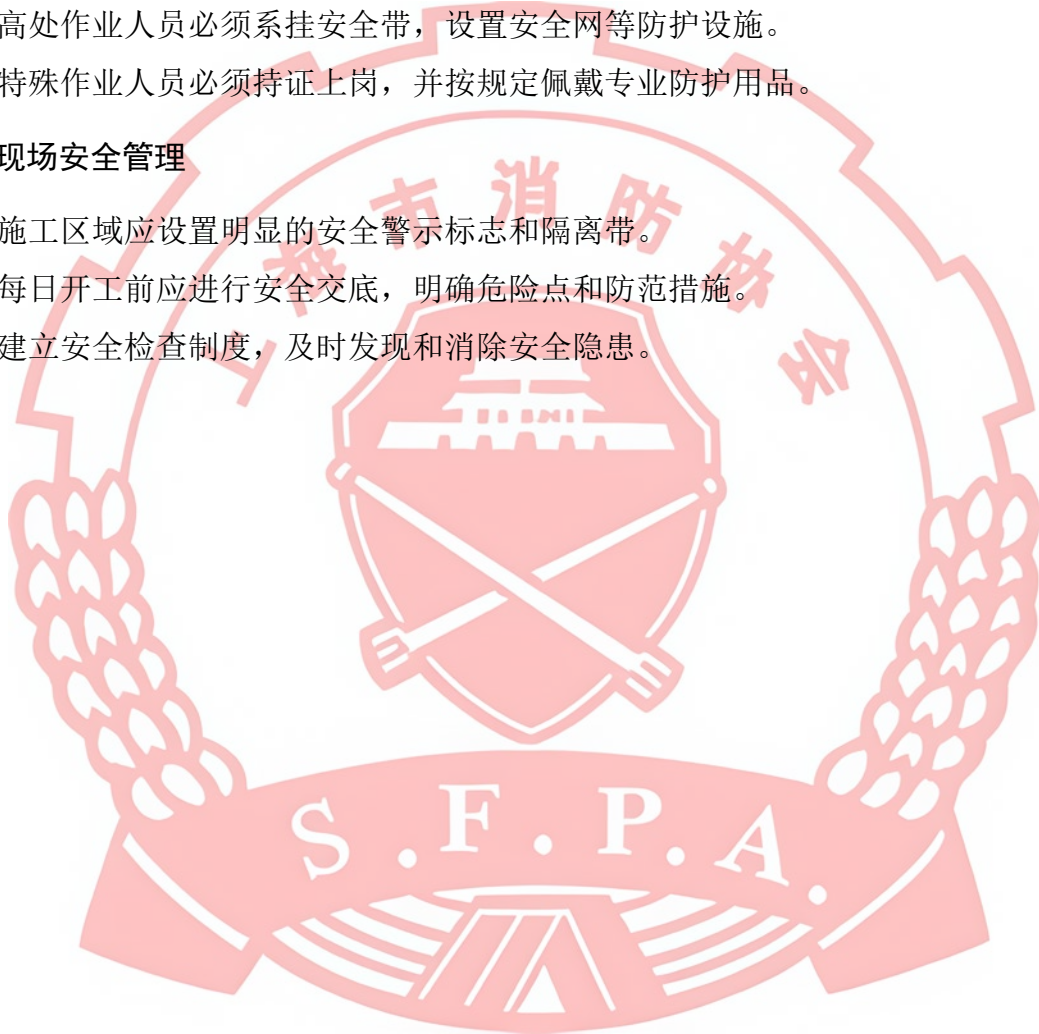 高处作业人员必须系挂安全带，设置安全网等防护设施。
特殊作业人员必须持证上岗，并按规定佩戴专业防护用品。
现场安全管理
施工区域应设置明显的安全警示标志和隔离带。
每日开工前应进行安全交底，明确危险点和防范措施。
建立安全检查制度，及时发现和消除安全隐患。
上海市消防协会
S.F.P.A.